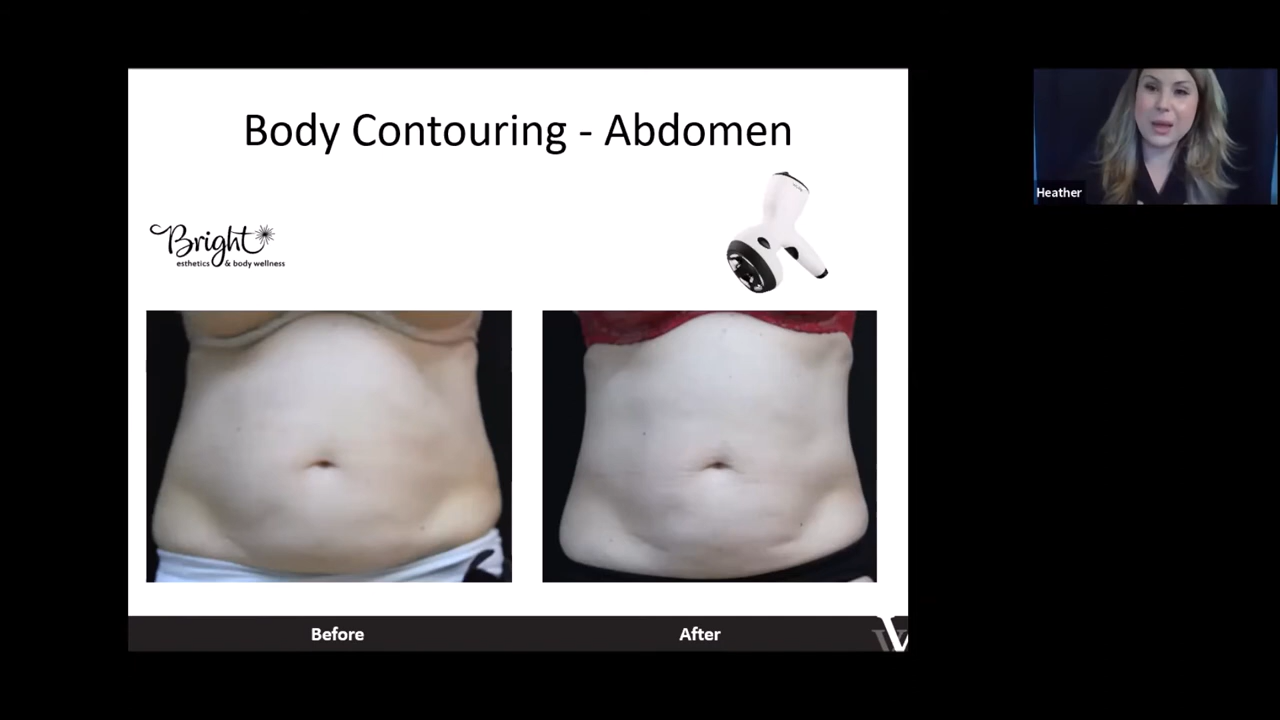 Body Contouring - Abdomen
Bright
esthetics & body wellness
Heather
Before
After